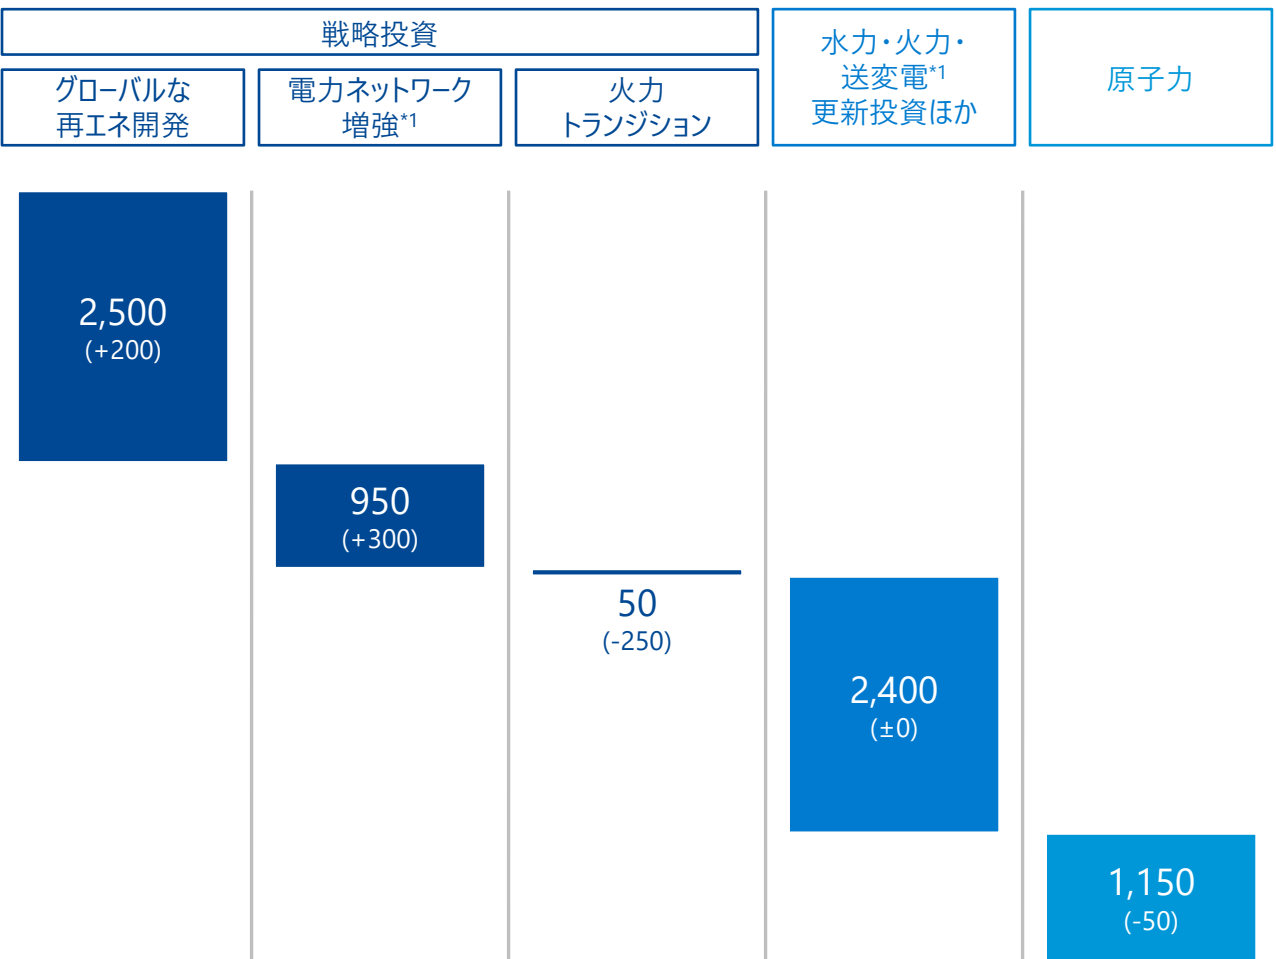 戦略投資
グローバルな
再エネ開発
電力ネットワーク
増強*1
火力
トランジション
水力・火力・
送変電*1
更新投資ほか
原子力
2,500
(+200)
950
(+300)
50
(-250)
2,400
(±0)
1,150
(-50)